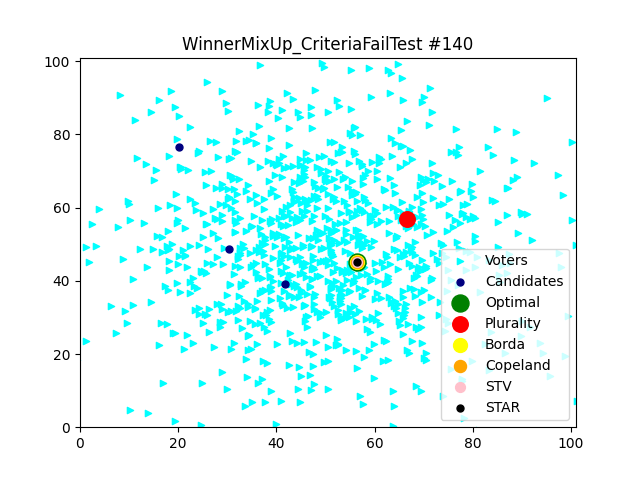 WinnerMixUp_CriteriaFailTest #140
100
80
60
40
20
0
0 20 40 60 80 100
Voters
Candidates
Optimal
Plurality
Borda
Copeland
STV
STAR